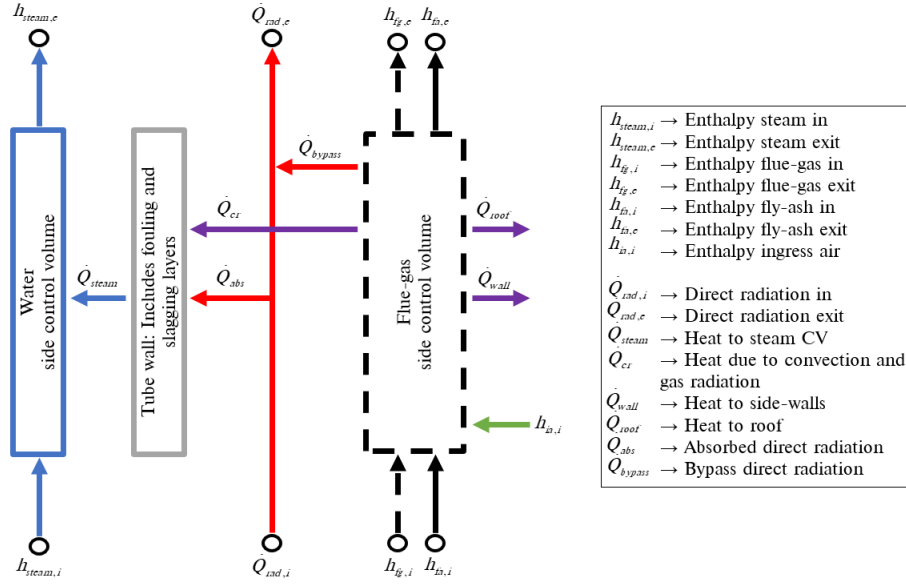 h_steam,e
Q̇_rad,e
h_fg,e
h_fa,e
Q̇_bypass
Q̇_cr
Q̇_roof
Q̇_steam
Q̇_abs
Q̇_wall
Water
side control volume
Tube wall: Includes fouling and
slagging layers
Flue-gas
side control volume
h_ia,i
h_steam,i
Q̇_rad,i
h_fg,i
h_fa,i
h_steam,i → Enthalpy steam in
h_steam,e → Enthalpy steam exit
h_fg,i → Enthalpy flue-gas in
h_fg,e → Enthalpy flue-gas exit
h_fa,i → Enthalpy fly-ash in
h_fa,e → Enthalpy fly-ash exit
h_ia,i → Enthalpy ingress air
Q̇_rad,i → Direct radiation in
Q̇_rad,e → Direct radiation exit
Q̇_steam → Heat to steam CV
Q̇_cr → Heat due to convection and
gas radiation
Q̇_wall → Heat to side-walls
Q̇_roof → Heat to roof
Q̇_abs → Absorbed direct radiation
Q̇_bypass → Bypass direct radiation